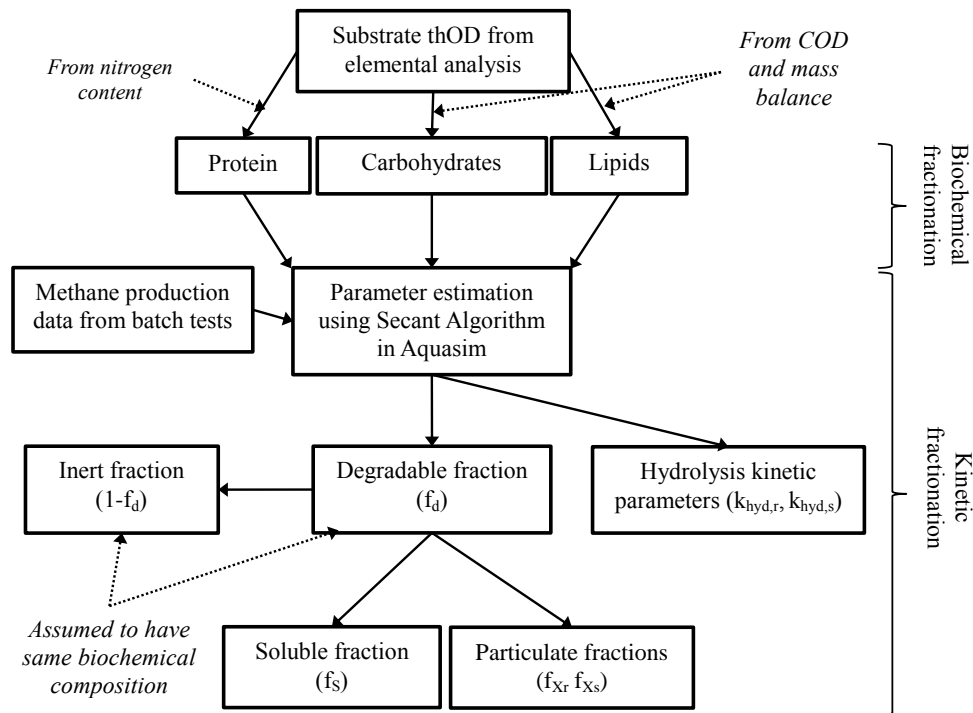 Substrate thOD from
elemental analysis
From nitrogen
content
From COD
and mass
balance
Protein
Carbohydrates
Lipids
Biochemical
fractionation
Methane production
data from batch tests
Parameter estimation
using Secant Algorithm
in Aquasim
Inert fraction
(1-f_d)
Degradable fraction
(f_d)
Hydrolysis kinetic
parameters (k_hyd,r, k_hyd,s)
Kinetic
fractionation
Assumed to have
same biochemical
composition
Soluble fraction
(f_S)
Particulate fractions
(f_Xr f_Xs)